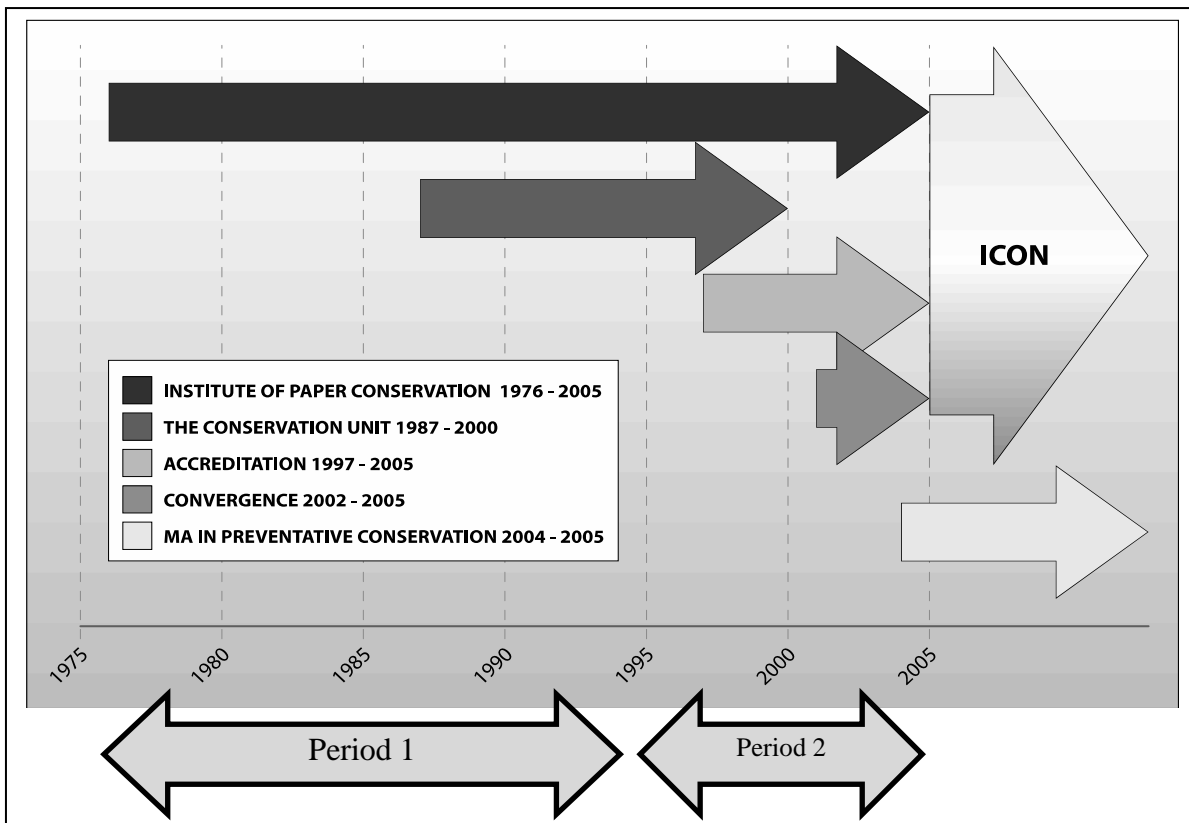 ICON
INSTITUTE OF PAPER CONSERVATION 1976 - 2005
THE CONSERVATION UNIT 1987 - 2000
ACCREDITATION 1997 - 2005
CONVERGENCE 2002 - 2005
MA IN PREVENTATIVE CONSERVATION 2004 - 2005
1975
1980
1985
1990
1995
2000
2005
Period 1
Period 2